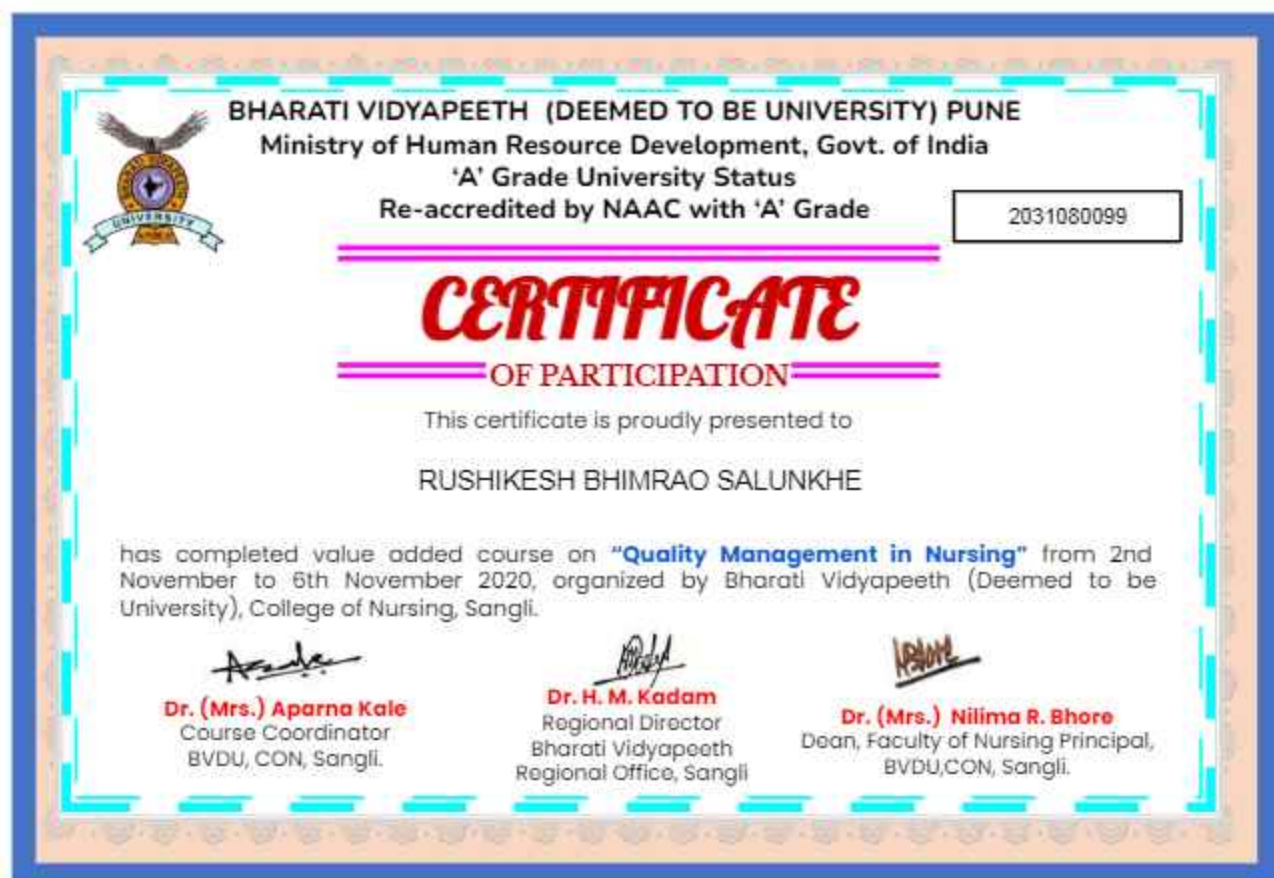 BHARATI VIDYAPEETH (DEEMED TO BE UNIVERSITY) PUNE
Ministry of Human Resource Development, Govt. of India
‘A’ Grade University Status
Re-accredited by NAAC with ‘A’ Grade
2031080099
BHARATI VIDYAPEETH
UNIVERSITY
CERTIFICATE
OF PARTICIPATION
This certificate is proudly presented to
RUSHIKESH BHIMRAO SALUNKHE
has completed value added course on “Quality Management in Nursing” from 2nd
November to 6th November 2020, organized by Bharati Vidyapeeth (Deemed to be
University), College of Nursing, Sangli.
Dr. (Mrs.) Aparna Kale
Course Coordinator
BVDU, CON, Sangli.
Dr. H. M. Kadam
Regional Director
Bharati Vidyapeeth
Regional Office, Sangli
Dr. (Mrs.) Nilima R. Bhore
Dean, Faculty of Nursing Principal,
BVDU,CON, Sangli.